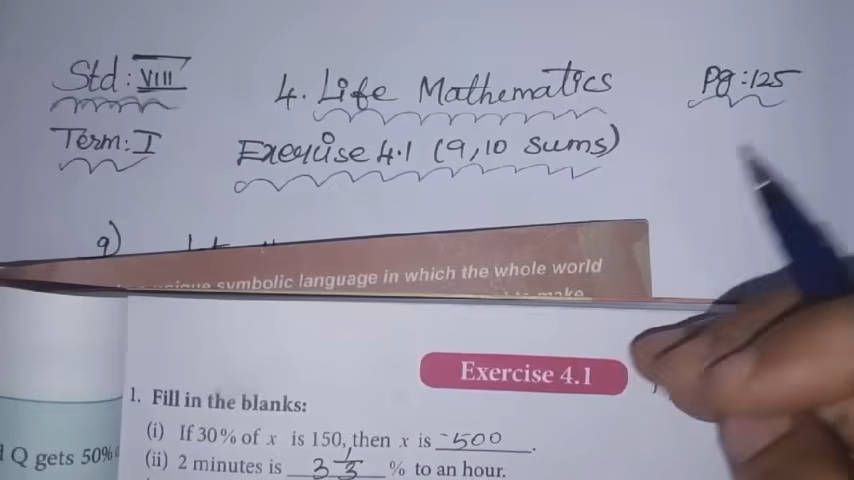 Std: VIII
4. Life Mathematics
Pg:125
Term: I
Exercise 4.1 (9,10 sums)
9)
symbolic language in which the whole world
make
Exercise 4.1
1. Fill in the blanks:
(i) If 30% of x is 150, then x is 500.
Q gets 50%
(ii) 2 minutes is 3 1/3 % to an hour.